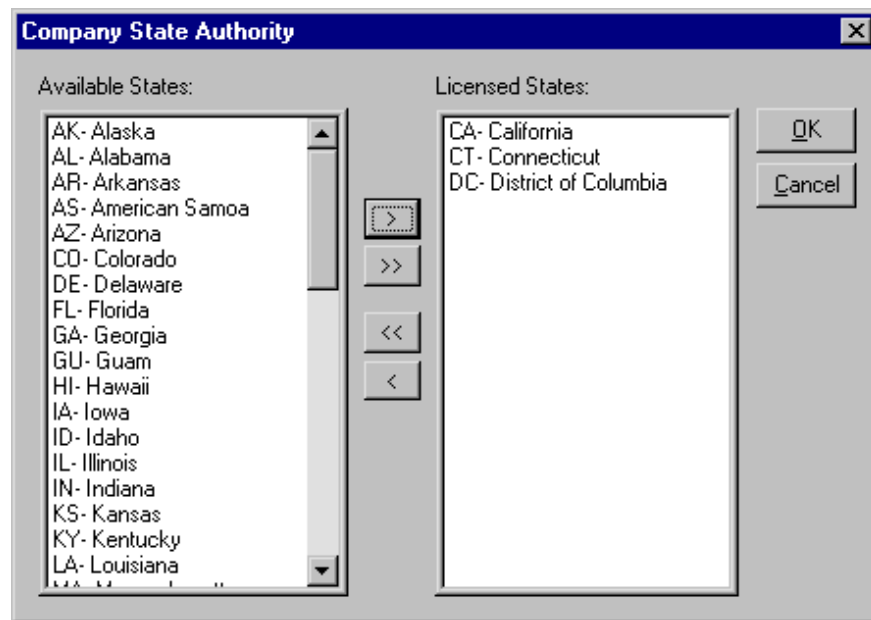 Company State Authority
Available States:
AK- Alaska
AL- Alabama
AR- Arkansas
AS- American Samoa
AZ- Arizona
CO- Colorado
DE- Delaware
FL- Florida
GA- Georgia
GU- Guam
HI- Hawaii
IA- Iowa
ID- Idaho
IL- Illinois
IN- Indiana
KS- Kansas
KY- Kentucky
LA- Louisiana
>
>>
<<
<
Licensed States:
CA- California
CT- Connecticut
DC- District of Columbia
OK
Cancel